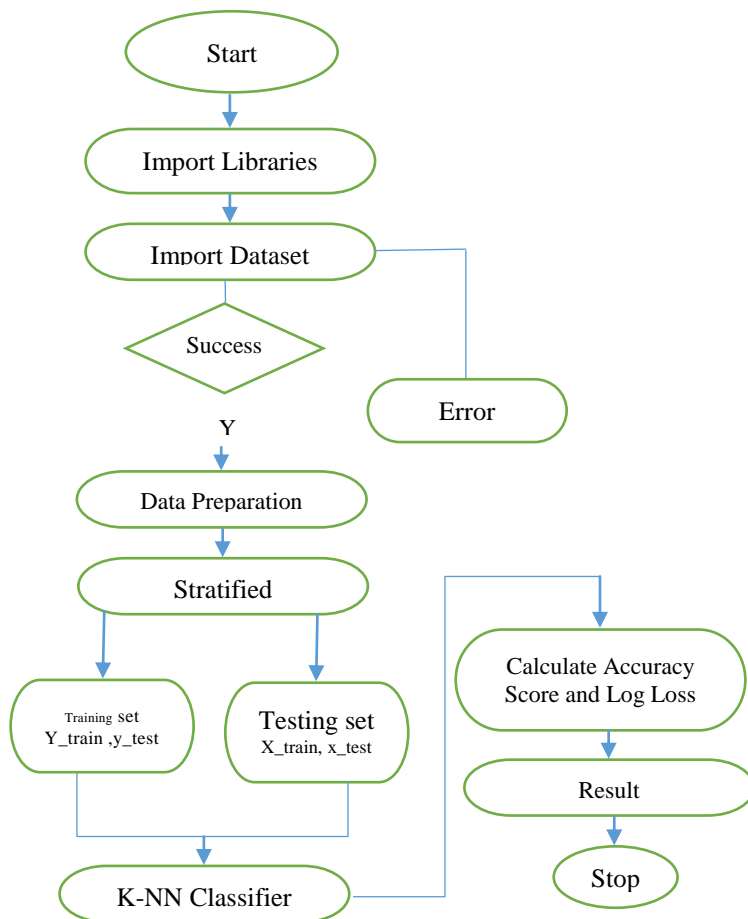 Start
Import Libraries
Import Dataset
Success
Error
Y
Data Preparation
Stratified
Training set
Y_train ,y_test
Testing set
X_train, x_test
K-NN Classifier
Calculate Accuracy
Score and Log Loss
Result
Stop